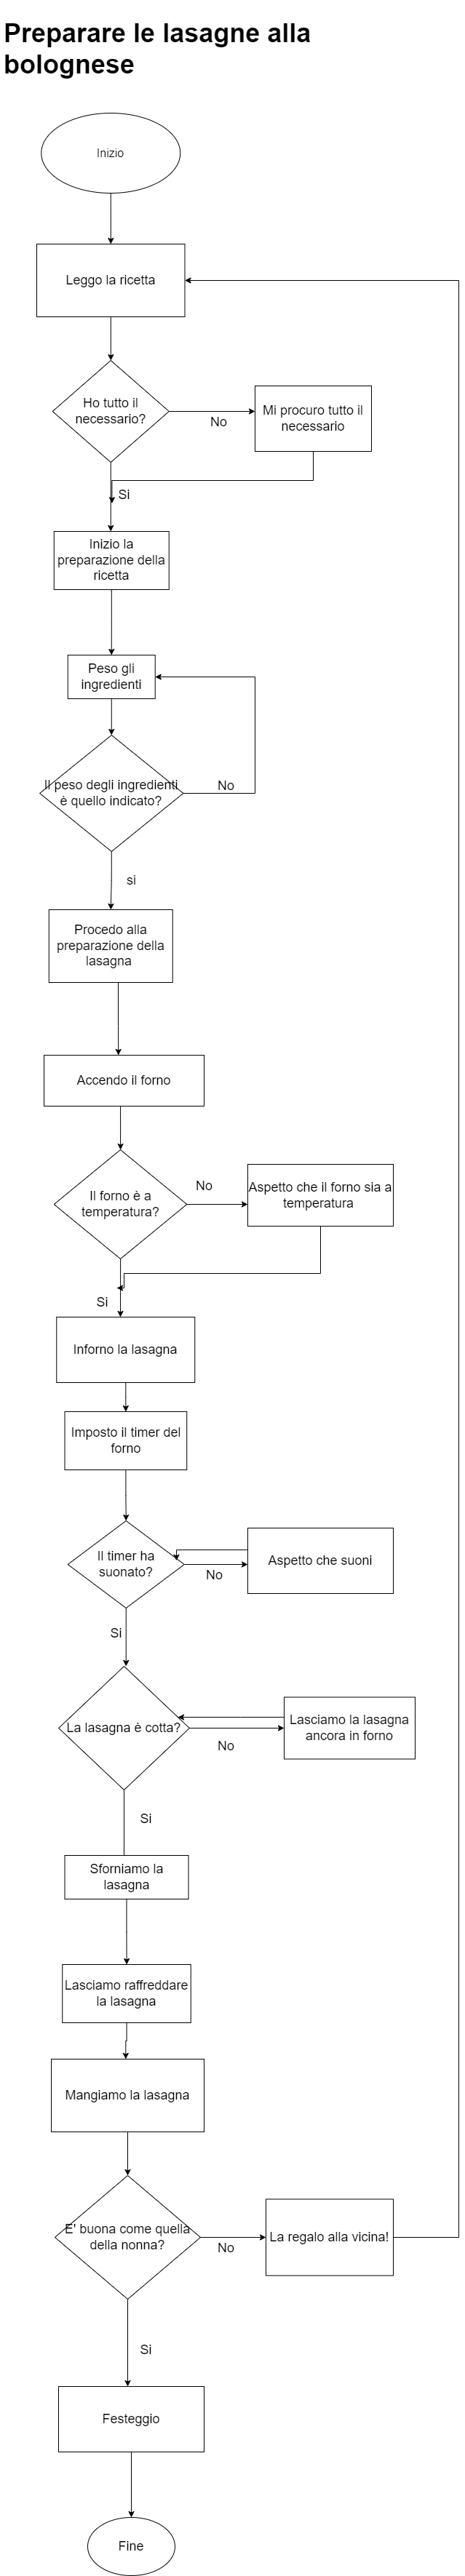 Preparare le lasagne alla
bolognese
Inizio
Leggo la ricetta
Ho tutto il
necessario?
No
Mi procuro tutto il
necessario
Si
Inizio la
preparazione della
ricetta
Peso gli
ingredienti
Il peso degli ingredienti
è quello indicato?
No
si
Procedo alla
preparazione della
lasagna
Accendo il forno
Il forno è a
temperatura?
No
Aspetto che il forno sia a
temperatura
Si
Inforno la lasagna
Imposto il timer del
forno
Il timer ha
suonato?
No
Aspetto che suoni
Si
La lasagna è cotta?
No
Lasciamo la lasagna
ancora in forno
Si
Sforniamo la
lasagna
Lasciamo raffreddare
la lasagna
Mangiamo la lasagna
E' buona come quella
della nonna?
No
La regalo alla vicina!
Si
Festeggio
Fine